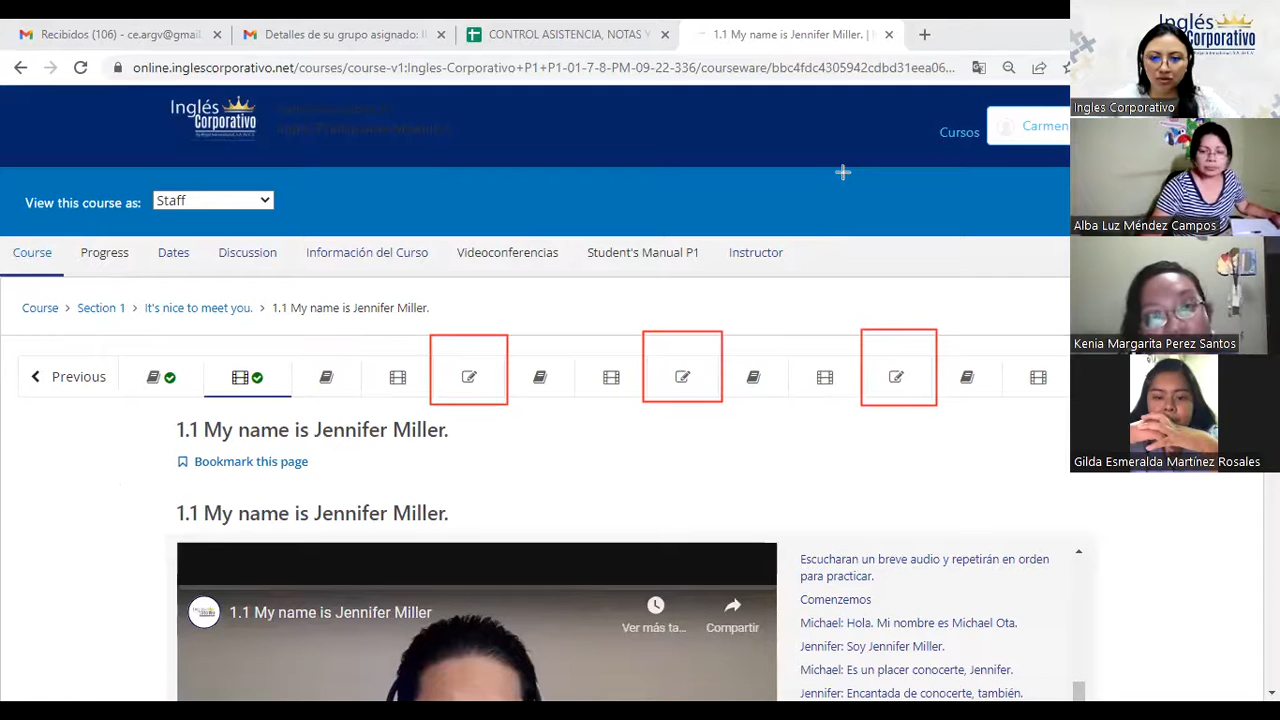 Recibidos (106) - ce.argv@gmail.
Detalles de su grupo asignado: I
CONTROL ASISTENCIA, NOTAS Y
1.1 My name is Jennifer Miller. |
online.inglescorporativo.net/courses/course-v1:Ingles-C
P1+P1-01-7-8-PM-09-22-336/courseware/bbc4fdc4305942cdbd31eea06...
Inglés
Corporativo
Cursos
Carmen
View this course as:
Staff
Course
Progress
Dates
Discussion
Información del Curso
Videoconferencias
Student's Manual P1
Instructor
Course > Section 1 > It's nice to meet you. > 1.1 My name is Jennifer Miller.
Previous
1.1 My name is Jennifer Miller.
Bookmark this page
1.1 My name is Jennifer Miller.
1.1 My name is Jennifer Miller
Ver más ta...
Compartir
Escucharan un breve audio y repetirán en orden
para practicar.
Comenzemos
Michael: Hola. Mi nombre es Michael Ota.
Jennifer: Soy Jennifer Miller.
Michael: Es un placer conocerte, Jennifer.
Jennifer: Encantada de conocerte, también.
Inglés
Corporativo
Ingles Corporativo
Alba Luz Méndez Campos
Kenia Margarita Perez Santos
Gilda Esmeralda Martínez Rosales